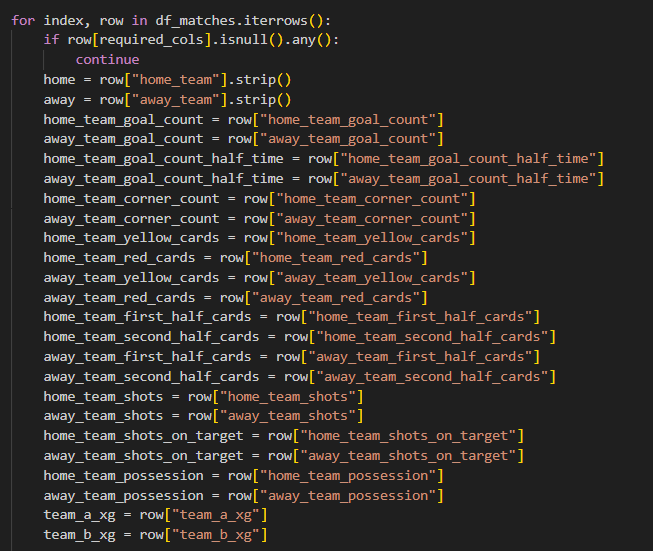 for index, row in df_matches.iterrows():
    if row[required_cols].isnull().any():
        continue
    home = row["home_team"].strip()
    away = row["away_team"].strip()
    home_team_goal_count = row["home_team_goal_count"]
    away_team_goal_count = row["away_team_goal_count"]
    home_team_goal_count_half_time = row["home_team_goal_count_half_time"]
    away_team_goal_count_half_time = row["away_team_goal_count_half_time"]
    home_team_corner_count = row["home_team_corner_count"]
    away_team_corner_count = row["away_team_corner_count"]
    home_team_yellow_cards = row["home_team_yellow_cards"]
    home_team_red_cards = row["home_team_red_cards"]
    away_team_yellow_cards = row["away_team_yellow_cards"]
    away_team_red_cards = row["away_team_red_cards"]
    home_team_first_half_cards = row["home_team_first_half_cards"]
    home_team_second_half_cards = row["home_team_second_half_cards"]
    away_team_first_half_cards = row["away_team_first_half_cards"]
    away_team_second_half_cards = row["away_team_second_half_cards"]
    home_team_shots = row["home_team_shots"]
    away_team_shots = row["away_team_shots"]
    home_team_shots_on_target = row["home_team_shots_on_target"]
    away_team_shots_on_target = row["away_team_shots_on_target"]
    home_team_possession = row["home_team_possession"]
    away_team_possession = row["away_team_possession"]
    team_a_xg = row["team_a_xg"]
    team_b_xg = row["team_b_xg"]